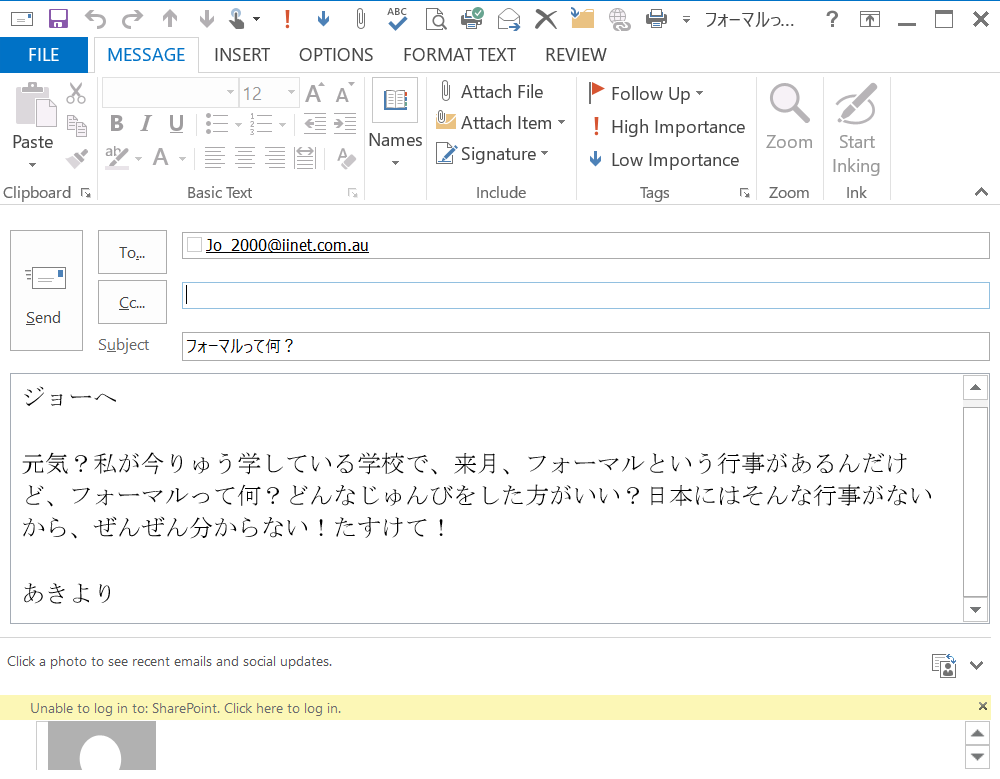 ABC
フォーマルっ...
?
FILE
MESSAGE
INSERT
OPTIONS
FORMAT TEXT
REVIEW
Paste
Clipboard
12
A
A
B I U
ab
A
A
Basic Text
Names
Attach File
Attach Item
Signature
Include
Follow Up
High Importance
Low Importance
Tags
Zoom
Zoom
Start
Inking
Ink
Send
To...
Jo_2000@iinet.com.au
Cc...
Subject
フォーマルって何？
ジョーへ
元気？私が今りゅう学している学校で、来月、フォーマルという行事があるんだけ
ど、フォーマルって何？どんなじゅんびをした方がいい？日本にはそんな行事がない
から、ぜんぜん分からない！たすけて！
あきより
Click a photo to see recent emails and social updates.
Unable to log in to: SharePoint. Click here to log in.